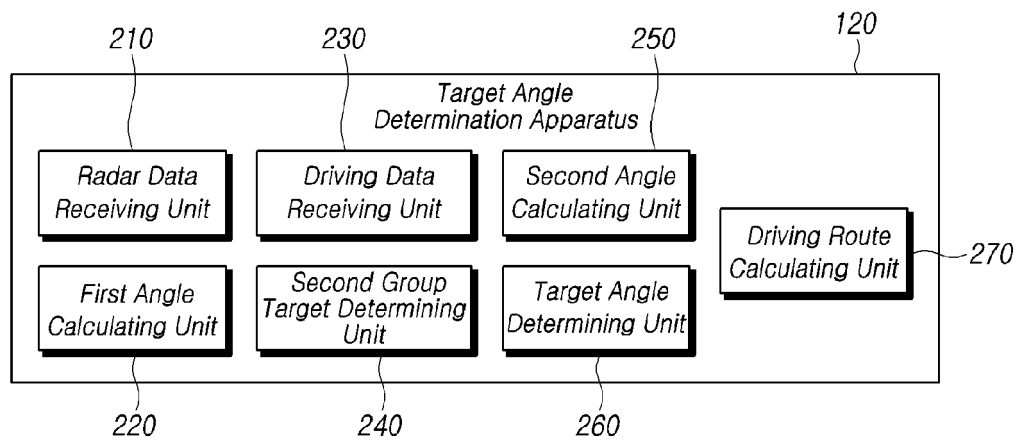 210
230
250
120
Target Angle
Determination Apparatus
Radar Data
Receiving Unit
Driving Data
Receiving Unit
Second Angle
Calculating Unit
Driving Route
Calculating Unit
270
First Angle
Calculating Unit
Second Group
Target Determining
Unit
Target Angle
Determining Unit
220
240
260